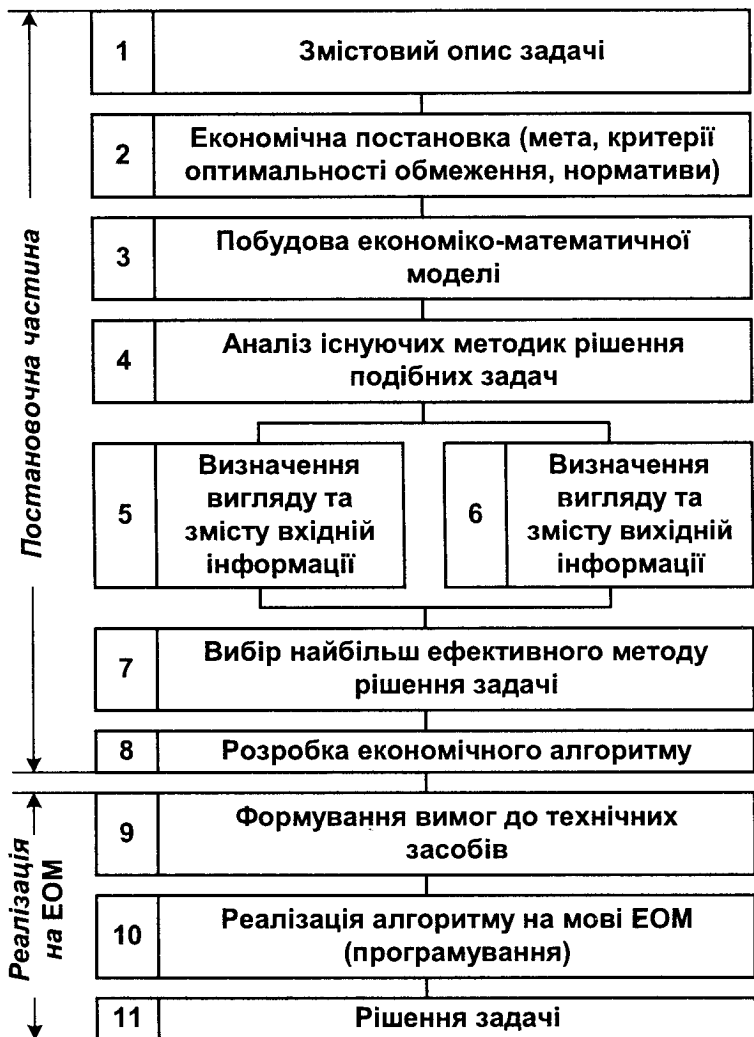 Постановочна частина
1
Змістовий опис задачі
2
Економічна постановка (мета, критерії
оптимальності обмеження, нормативи)
3
Побудова економіко-математичної
моделі
4
Аналіз існуючих методик рішення
подібних задач
5
Визначення
вигляду та
змісту вхідній
інформації
6
Визначення
вигляду та
змісту вихідній
інформації
7
Вибір найбільш ефективного методу
рішення задачі
8
Розробка економічного алгоритму
Реалізація
на ЕОМ
9
Формування вимог до технічних
засобів
10
Реалізація алгоритму на мові ЕОМ
(програмування)
11
Рішення задачі